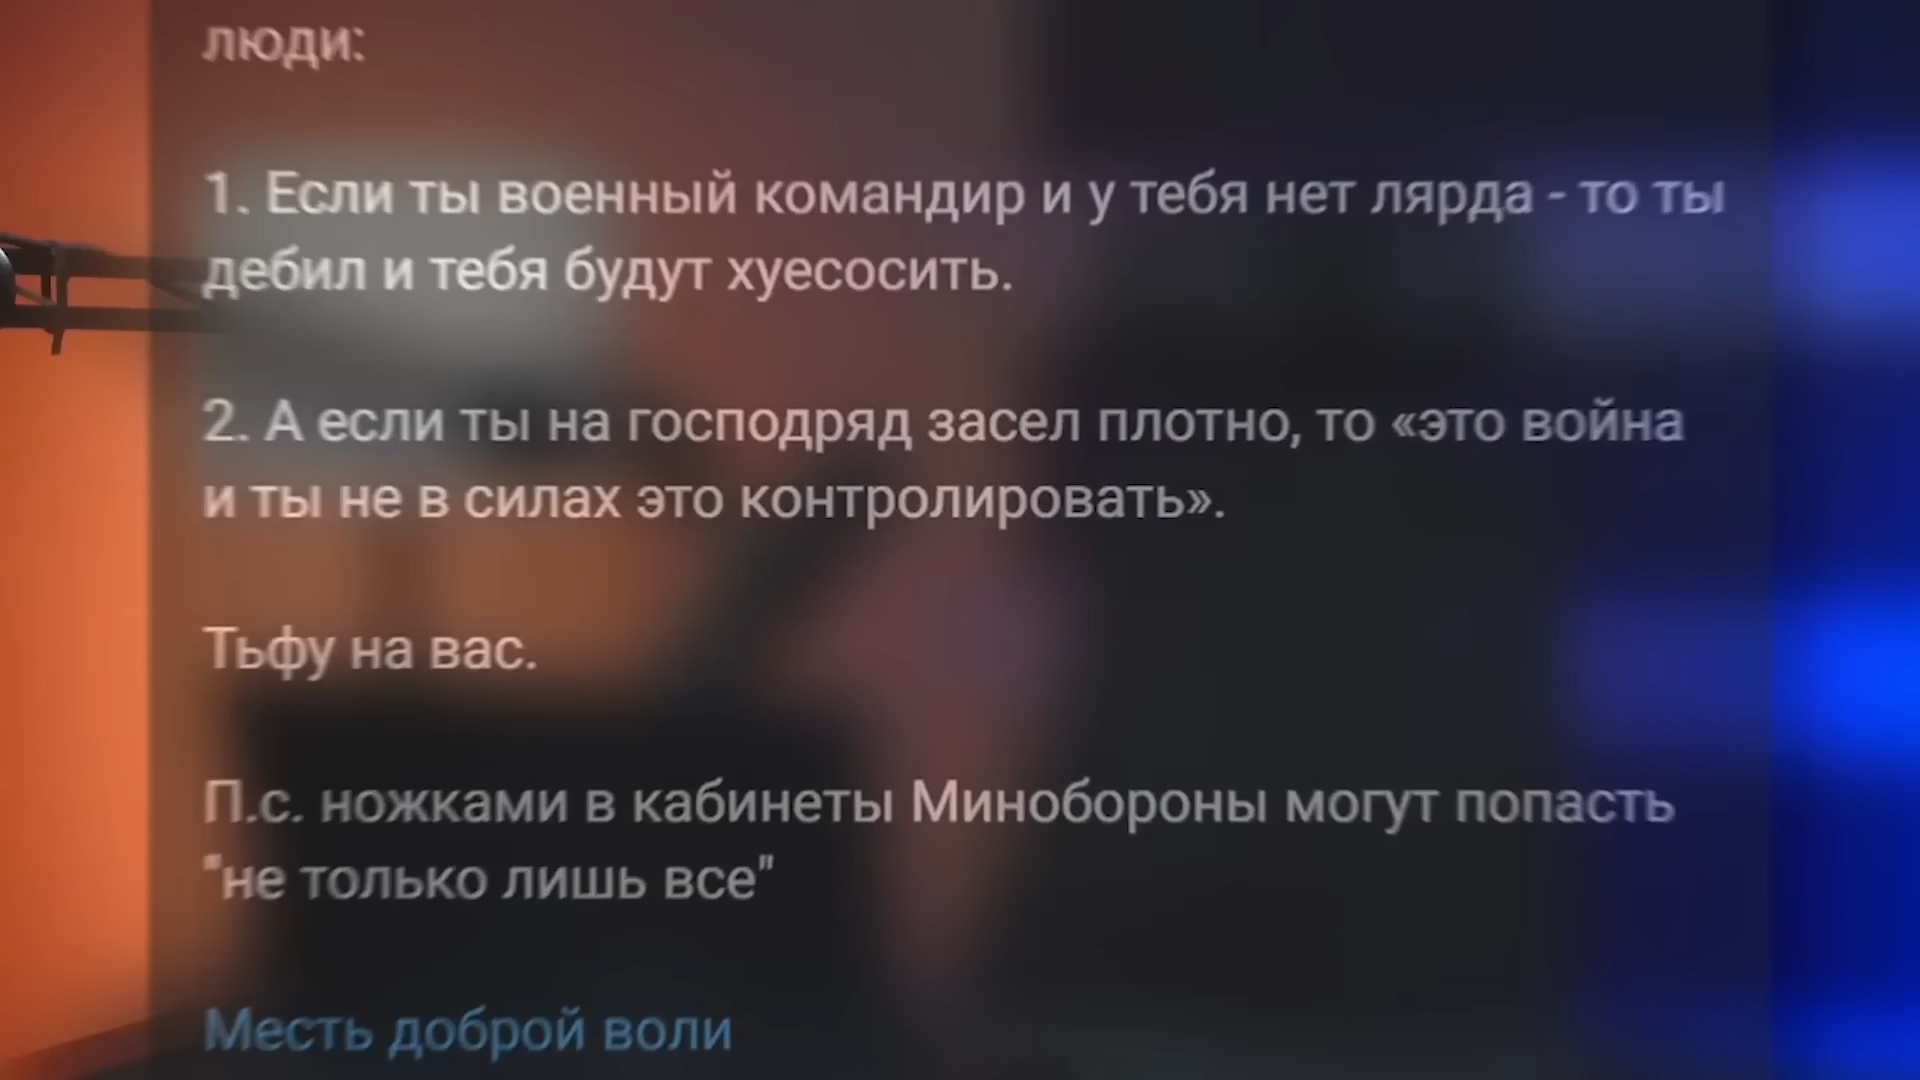 люди:
1. Если ты военный командир и у тебя нет лярда - то ты
дебил и тебя будут хуесосить.
2. А если ты на господряд засел плотно, то «это война
и ты не в силах это контролировать».
Тьфу на вас.
П.с. ножками в кабинеты Минобороны могут попасть
"не только лишь все"
Месть доброй воли